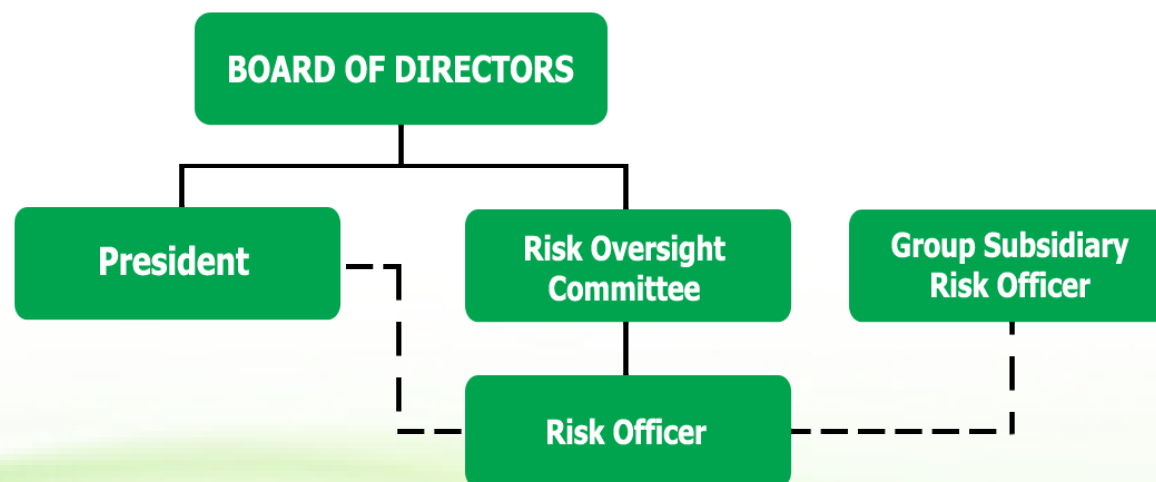 BOARD OF DIRECTORS
President
Risk Oversight
Committee
Group Subsidiary
Risk Officer
Risk Officer